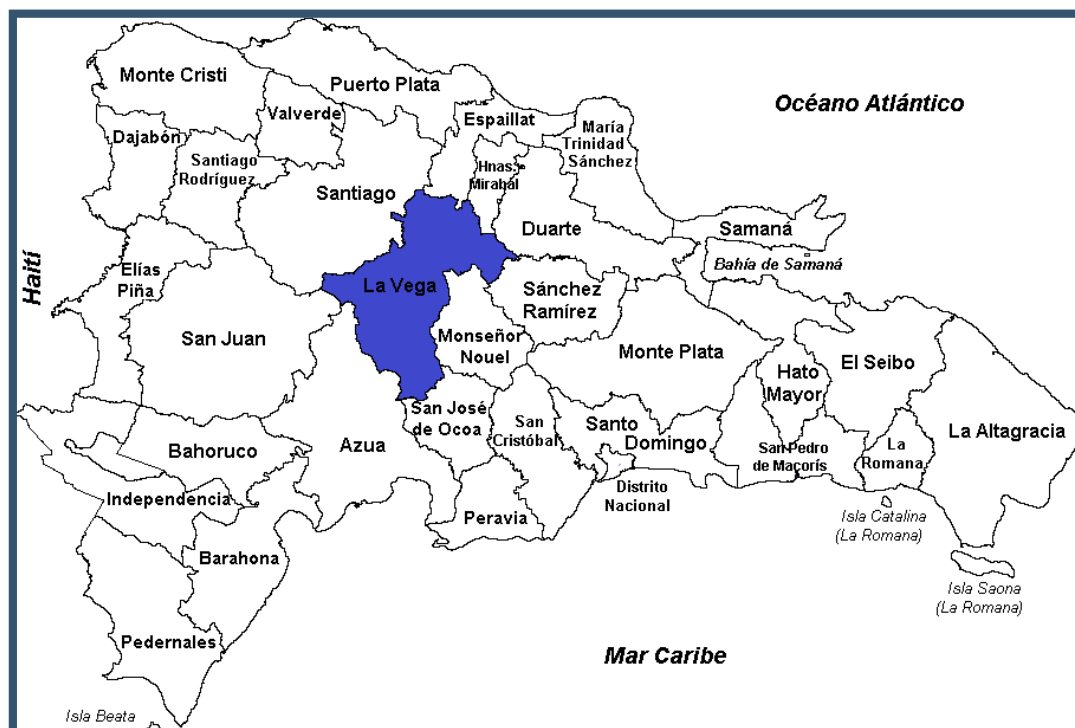 Monte Cristi
Puerto Plata
Océano Atlántico
Valverde
Espaillat
María
Trinidad
Sánchez
Dajabón
Santiago
Rodríguez
Hnas.
Mirabal
Santiago
Duarte
Samaná
Bahía de Samaná
Haití
Elías
Piña
La Vega
Sánchez
Ramírez
San Juan
Monseñor
Nouel
Monte Plata
El Seibo
Hato
Mayor
San José
de Ocoa
San
Cristóbal
Santo
Domingo
La Altagracia
Azua
Bahoruco
San Pedro
de Macorís
La
Romana
Independencia
Distrito
Nacional
Peravia
Isla Catalina
(La Romana)
Barahona
Isla Saona
(La Romana)
Pedernales
Mar Caribe
Isla Beata